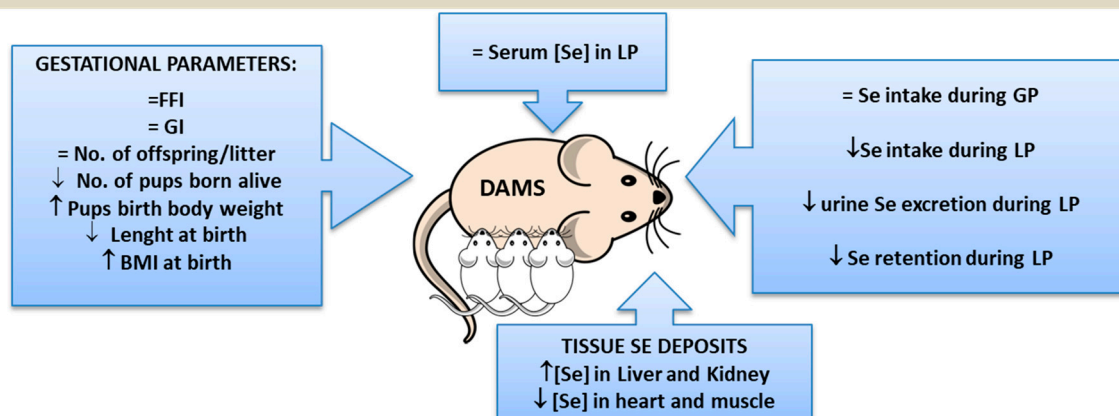 GESTATIONAL PARAMETERS:
=FFI
= GI
= No. of offspring/litter
↓ No. of pups born alive
↑ Pups birth body weight
↓ Lenght at birth
↑ BMI at birth
= Serum [Se] in LP
DAMS
= Se intake during GP
↓Se intake during LP
↓ urine Se excretion during LP
↓ Se retention during LP
TISSUE SE DEPOSITS
↑[Se] in Liver and Kidney
↓ [Se] in heart and muscle